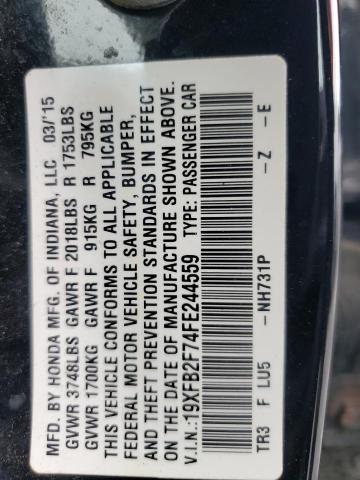 MFD. BY HONDA MFG. OF INDIANA, LLC 03/'15
GVWR 3748LBS GAWR F 2018LBS R 1753LBS
GVWR 1700KG GAWR F 915KG R 795KG
THIS VEHICLE CONFORMS TO ALL APPLICABLE
FEDERAL MOTOR VEHICLE SAFETY, BUMPER,
AND THEFT PREVENTION STANDARDS IN EFFECT
ON THE DATE OF MANUFACTURE SHOWN ABOVE.
V.I.N.:19XFB2F74FE244559 TYPE: PASSENGER CAR
TR3 F LU5 -NH731P -Z -E